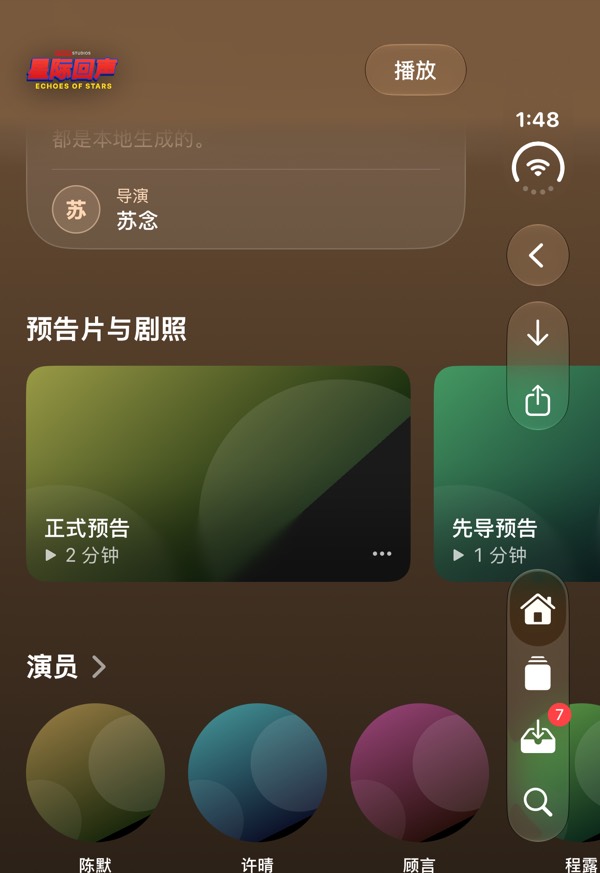 STUDIOS
星际回声
ECHOES OF STARS
播放
1:48
都是本地生成的。
苏
导演
苏念
预告片与剧照
正式预告
2 分钟
先导预告
1 分钟
演员
7
陈默
许晴
顾言
程露